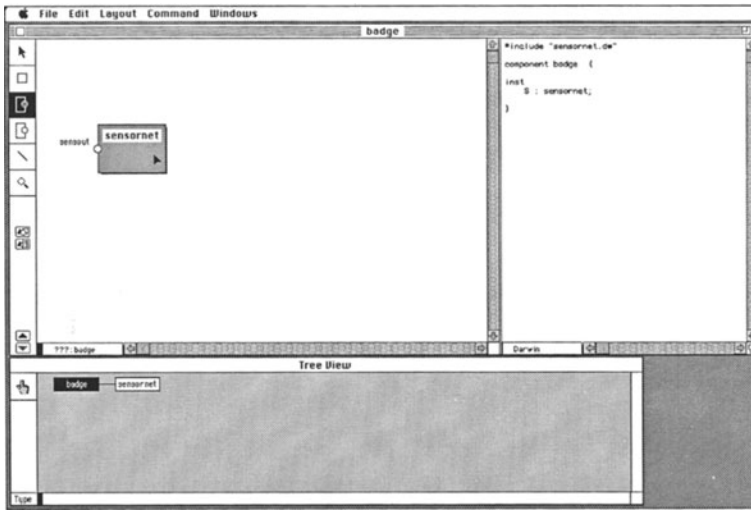 File Edit Layout Command Windows
badge
#include "sensornet.dw"
component badge {
inst
S : sensornet;
}
sensout
sensornet
???:badge
Darwin
Tree View
badge
sensornet
Type